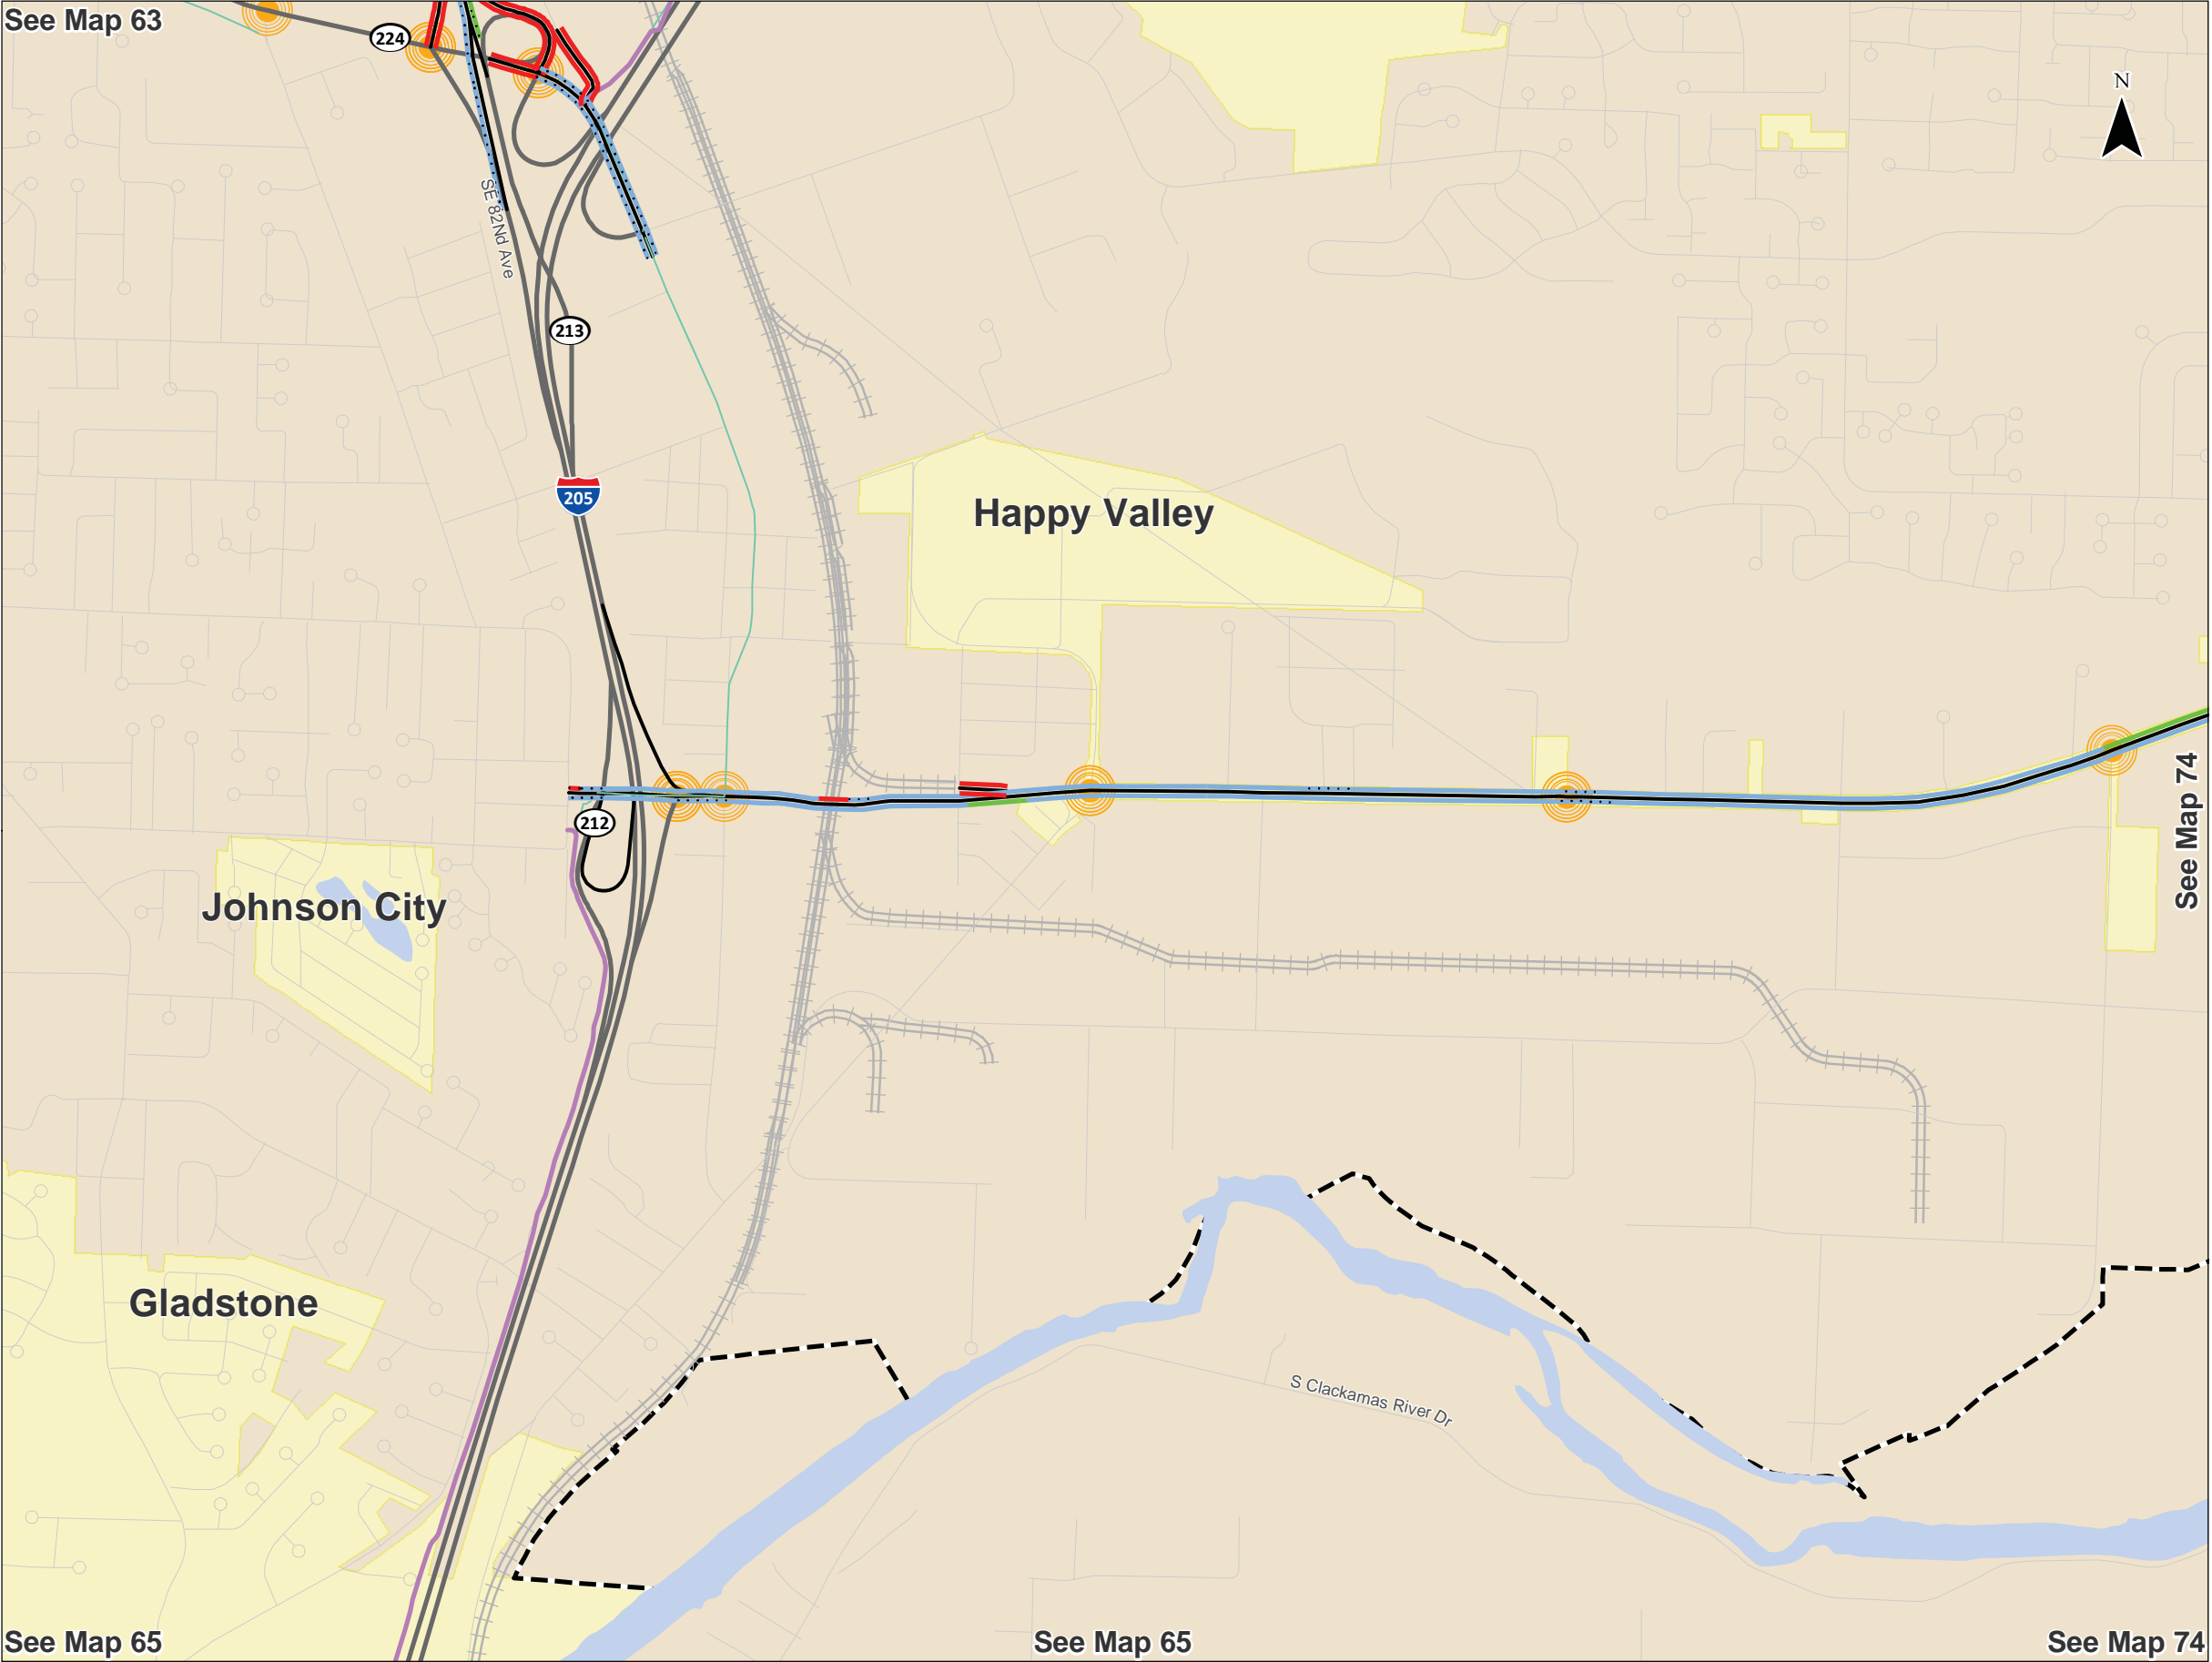 See Map 63
224
N
SE 82Nd Ave
213
205
Happy Valley
See Map 74
212
Johnson City
Gladstone
S Clackamas River Dr
See Map 65
See Map 65
See Map 74